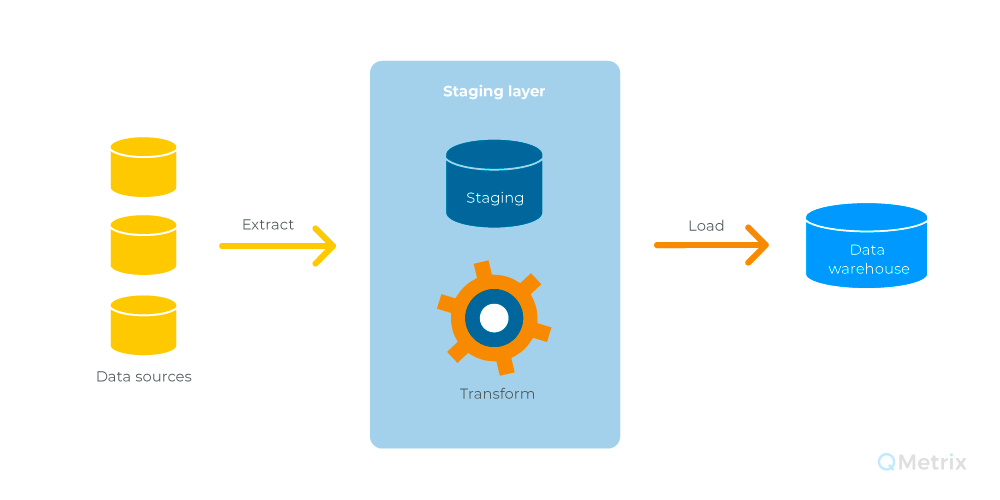 Staging layer
Staging
Extract
Load
Data
warehouse
Data sources
Transform
QMetrix